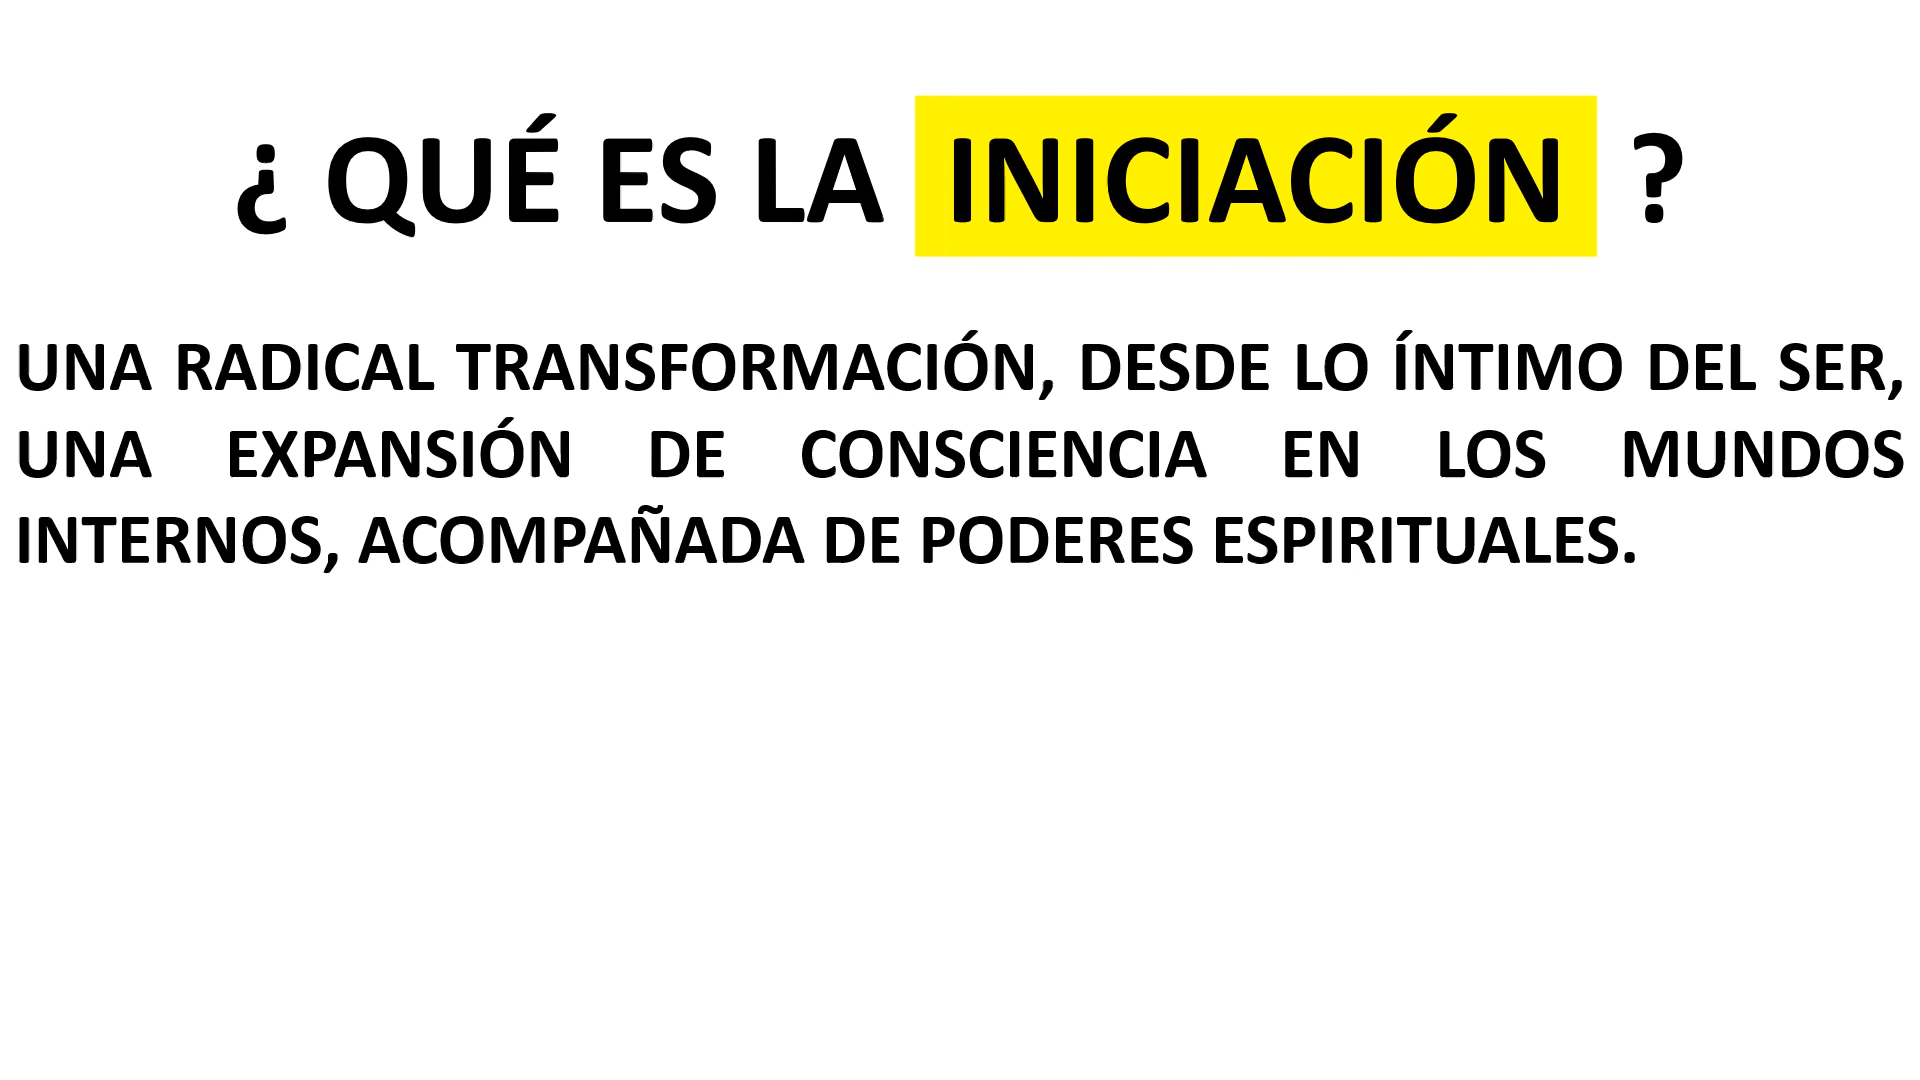 ¿ QUÉ ES LA INICIACIÓN ?
UNA RADICAL TRANSFORMACIÓN, DESDE LO ÍNTIMO DEL SER,
UNA EXPANSIÓN DE CONSCIENCIA EN LOS MUNDOS
INTERNOS, ACOMPAÑADA DE PODERES ESPIRITUALES.